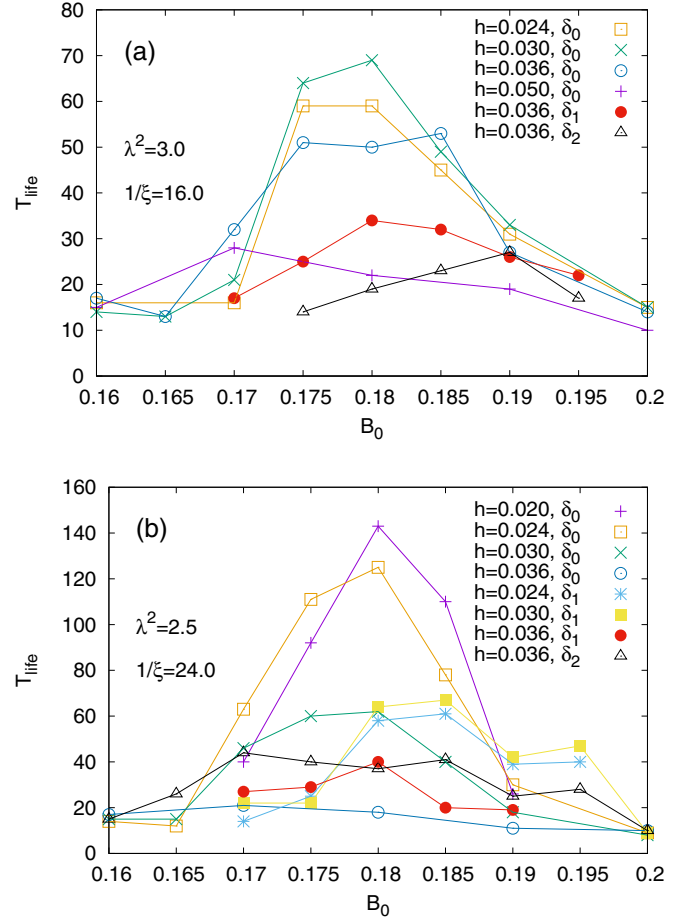 (a)
h=0.024, δ₀
h=0.030, δ₀
h=0.036, δ₀
h=0.050, δ₀
h=0.036, δ₁
h=0.036, δ₂
λ²=3.0
1/ξ=16.0
T_life
80
70
60
50
40
30
20
10
0
0.16 0.165 0.17 0.175 0.18 0.185 0.19 0.195 0.2
B₀
(b)
h=0.020, δ₀
h=0.024, δ₀
h=0.030, δ₀
h=0.036, δ₀
h=0.024, δ₁
h=0.030, δ₁
h=0.036, δ₁
h=0.036, δ₂
λ²=2.5
1/ξ=24.0
T_life
160
140
120
100
80
60
40
20
0
0.16 0.165 0.17 0.175 0.18 0.185 0.19 0.195 0.2
B₀